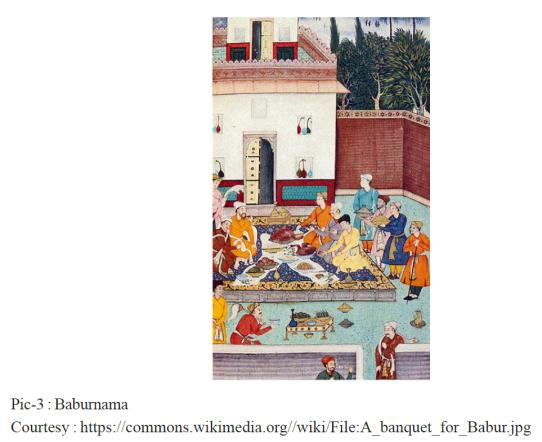 Pic-3 : Baburnama
Courtesy : https://commons.wikimedia.org//wiki/File:A_banquet_for_Babur.jpg